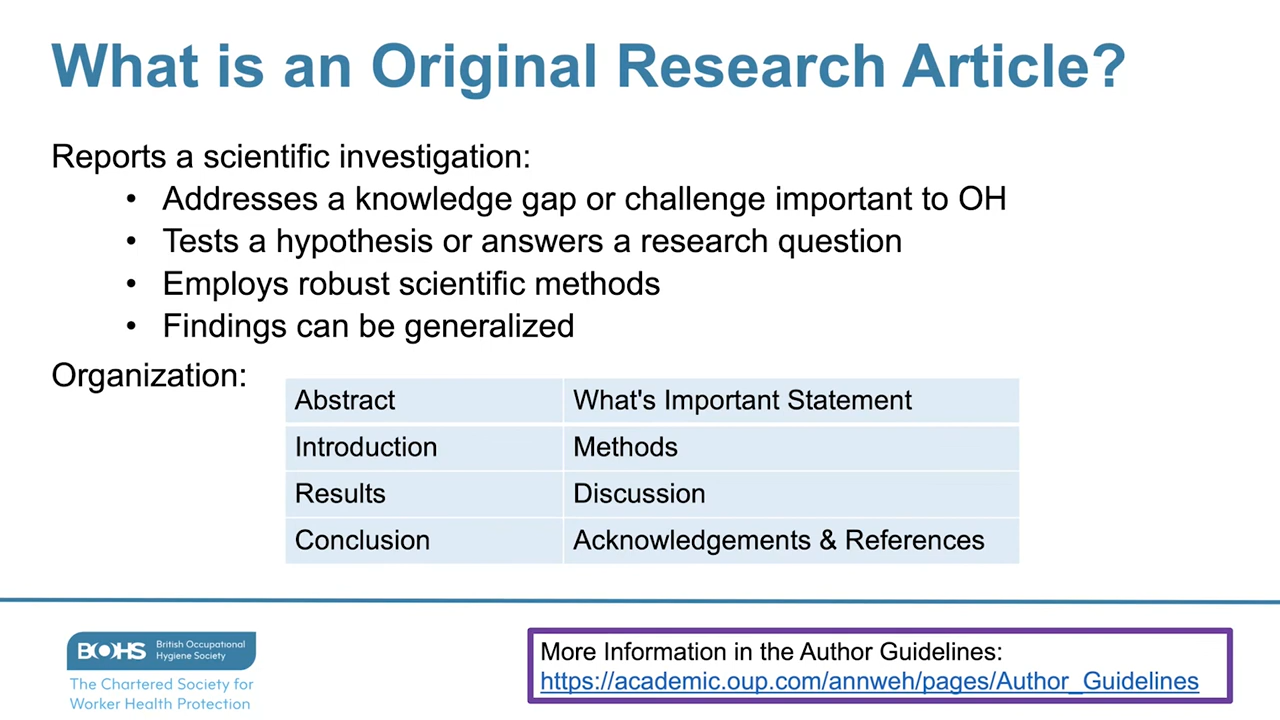 What is an Original Research Article?
Reports a scientific investigation:
• Addresses a knowledge gap or challenge important to OH
• Tests a hypothesis or answers a research question
• Employs robust scientific methods
• Findings can be generalized
Organization:
Abstract What's Important Statement
Introduction Methods
Results Discussion
Conclusion Acknowledgements & References
BOHS British Occupational
Hygiene Society
The Chartered Society for
Worker Health Protection
More Information in the Author Guidelines:
https://academic.oup.com/annweh/pages/Author_Guidelines